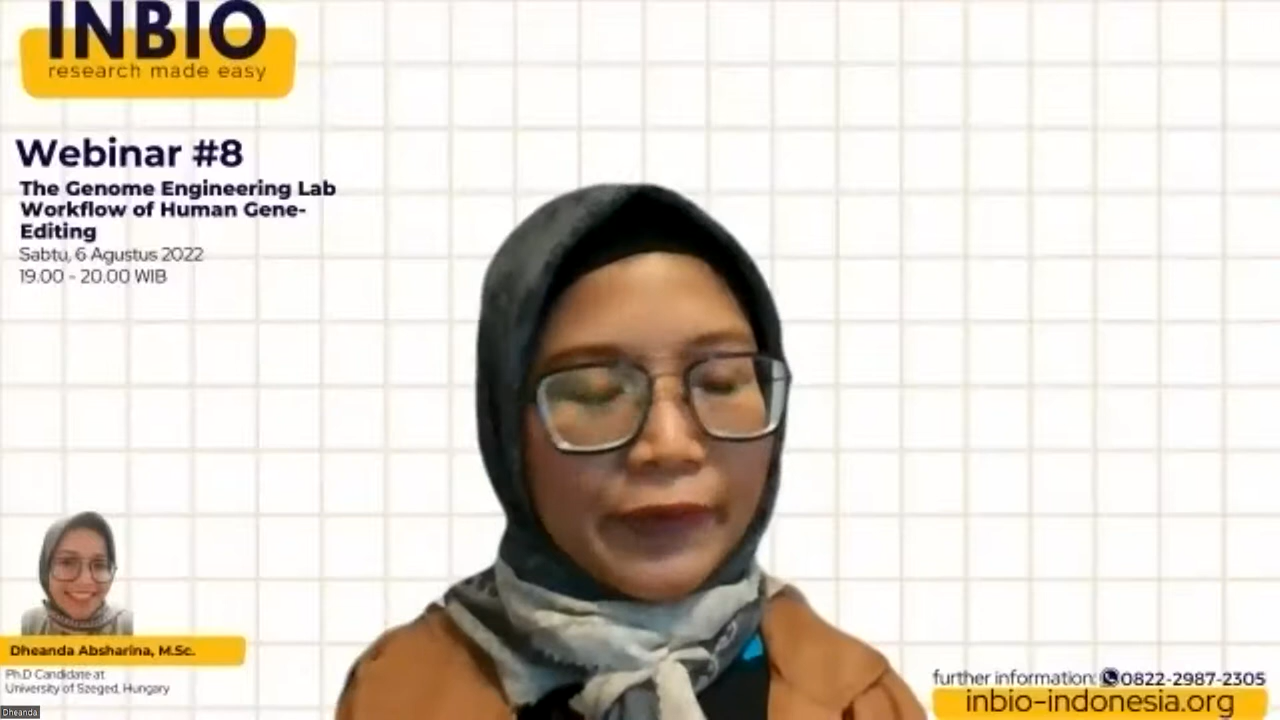 INBIO
research made easy
Webinar #8
The Genome Engineering Lab
Workflow of Human Gene-
Editing
Sabtu, 6 Agustus 2022
19.00 - 20.00 WIB
Dheanda Absharina, M.Sc.
Ph.D Candidate at
University of Szeged, Hungary
Dheanda
further information: 0822-2987-2305
inbio-indonesia.org